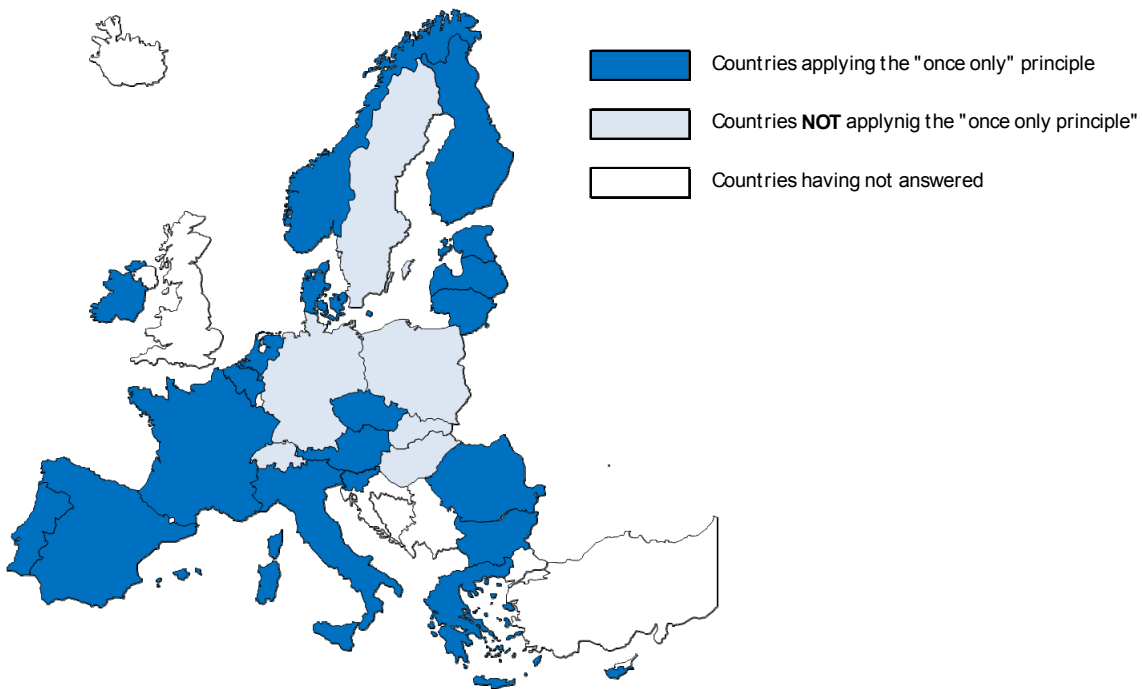 Countries applying the "once only" principle
Countries NOT applynig the "once only principle"
Countries having not answered